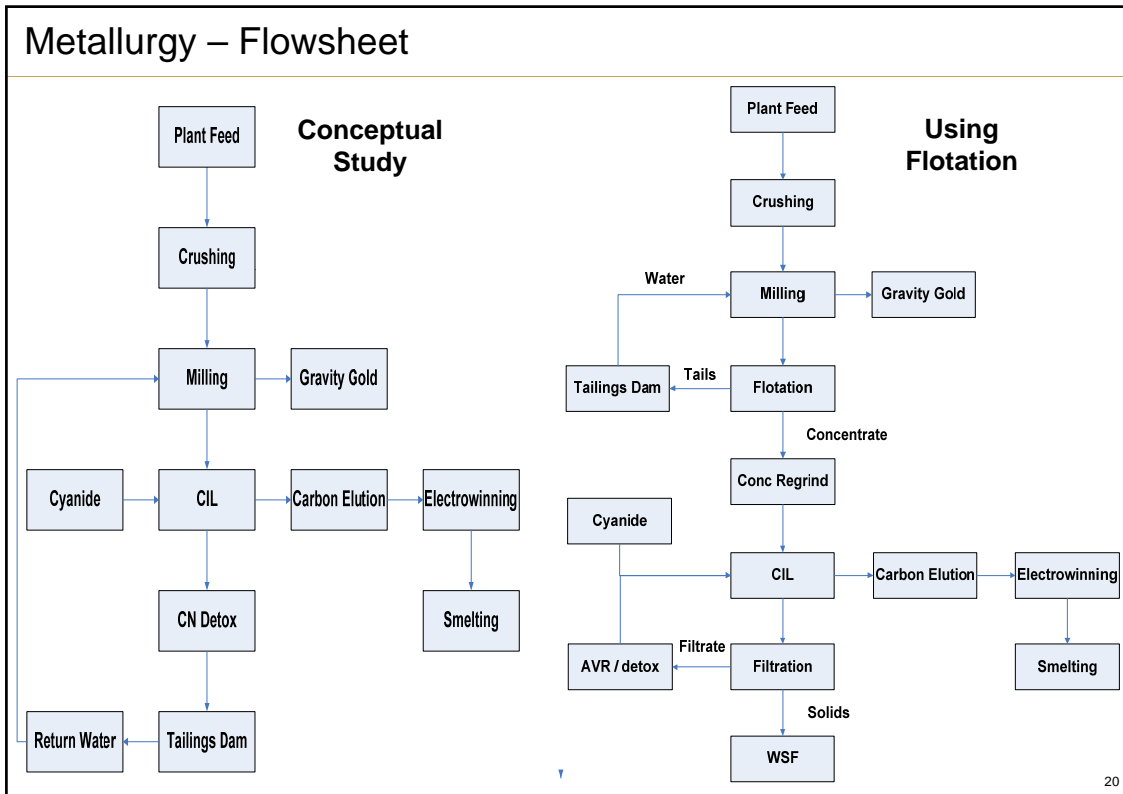 Metallurgy – Flowsheet
Conceptual
Study
Plant Feed
Crushing
Milling
Gravity Gold
Cyanide
CIL
Carbon Elution
Electrowinning
CN Detox
Smelting
Return Water
Tailings Dam
Using
Flotation
Plant Feed
Crushing
Water
Milling
Gravity Gold
Tailings Dam
Tails
Flotation
Concentrate
Conc Regrind
Cyanide
CIL
Carbon Elution
Electrowinning
AVR / detox
Filtrate
Filtration
Smelting
Solids
WSF
20